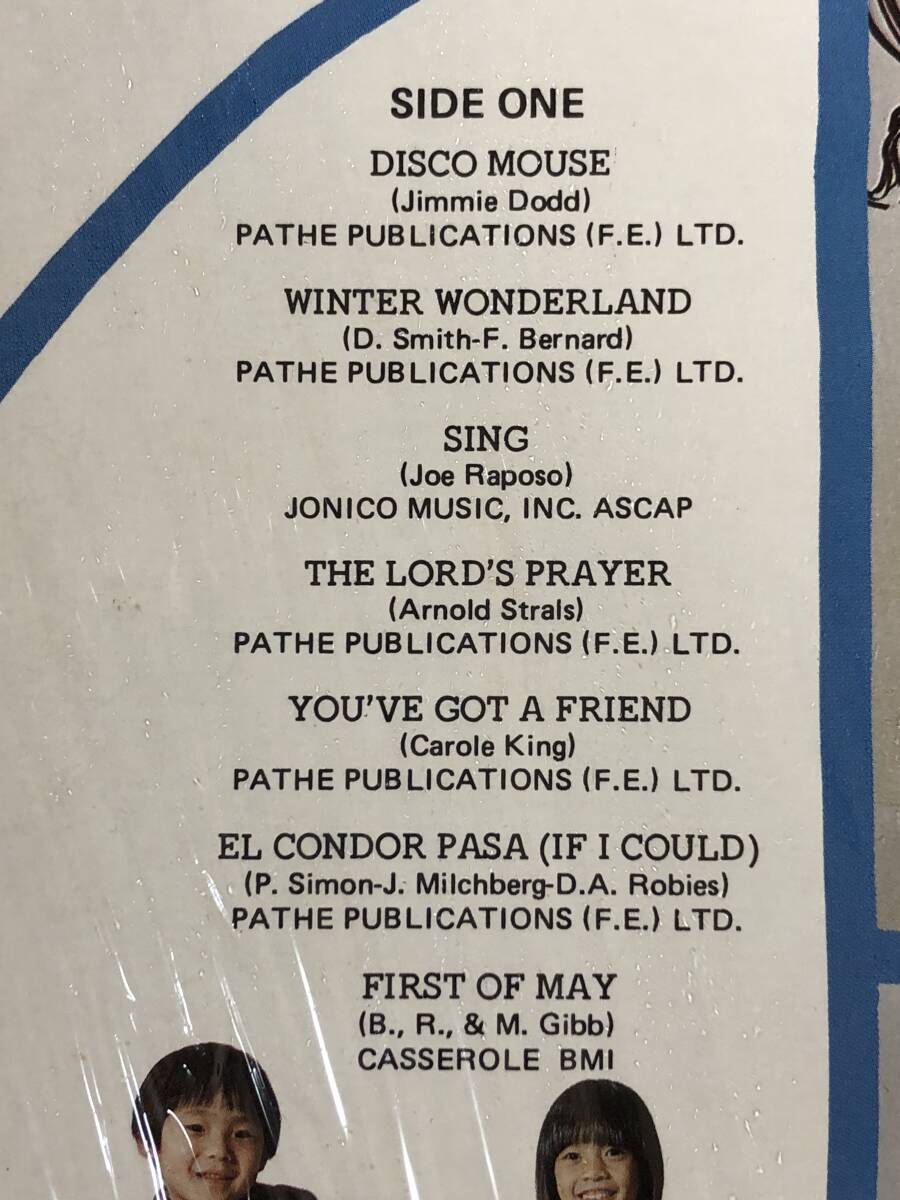 SIDE ONE
DISCO MOUSE
(Jimmie Dodd)
PATHE PUBLICATIONS (F.E.) LTD.
WINTER WONDERLAND
(D. Smith-F. Bernard)
PATHE PUBLICATIONS (F.E.) LTD.
SING
(Joe Raposo)
JONICO MUSIC, INC. ASCAP
THE LORD'S PRAYER
(Arnold Strals)
PATHE PUBLICATIONS (F.E.) LTD.
YOU'VE GOT A FRIEND
(Carole King)
PATHE PUBLICATIONS (F.E.) LTD.
EL CONDOR PASA (IF I COULD)
(P. Simon-J. Milchberg-D.A. Robies)
PATHE PUBLICATIONS (F.E.) LTD.
FIRST OF MAY
(B., R., & M. Gibb)
CASSEROLE BMI